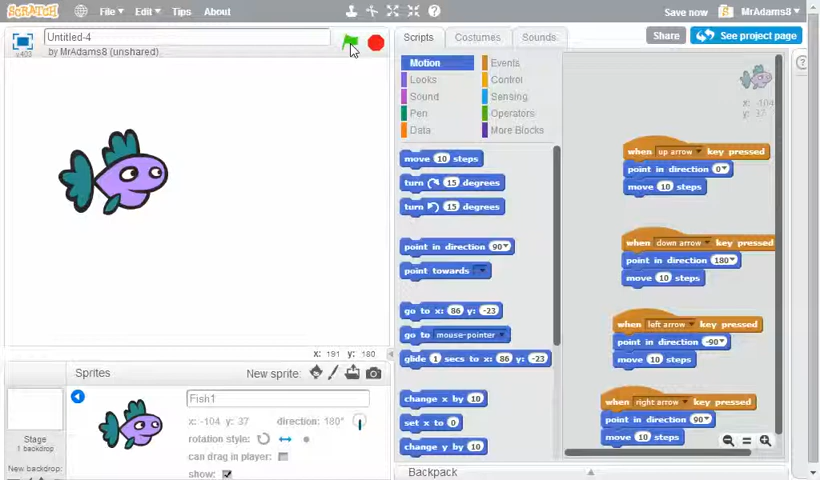 SCRATCH File Edit Tips About Save now MrAdams8
Untitled-4
by MrAdams8 (unshared)
v403
Scripts Costumes Sounds Share See project page
Motion Events
Looks Control
Sound Sensing
Pen Operators
Data More Blocks
move 10 steps
turn 15 degrees
turn 15 degrees
point in direction 90
point towards
go to x: 86 y: -23
go to mouse-pointer
glide 1 secs to x: 86 y: -23
change x by 10
set x to 0
change y by 10
x: -104
y: 37
when up arrow key pressed
point in direction 0
move 10 steps
when down arrow key pressed
point in direction 180
move 10 steps
when left arrow key pressed
point in direction -90
move 10 steps
when right arrow key pressed
point in direction 90
move 10 steps
x: 191 y: 180
Sprites New sprite:
Fish1
x: -104 y: 37 direction: 180°
rotation style:
can drag in player:
show:
Stage
1 backdrop
New backdrop:
Backpack